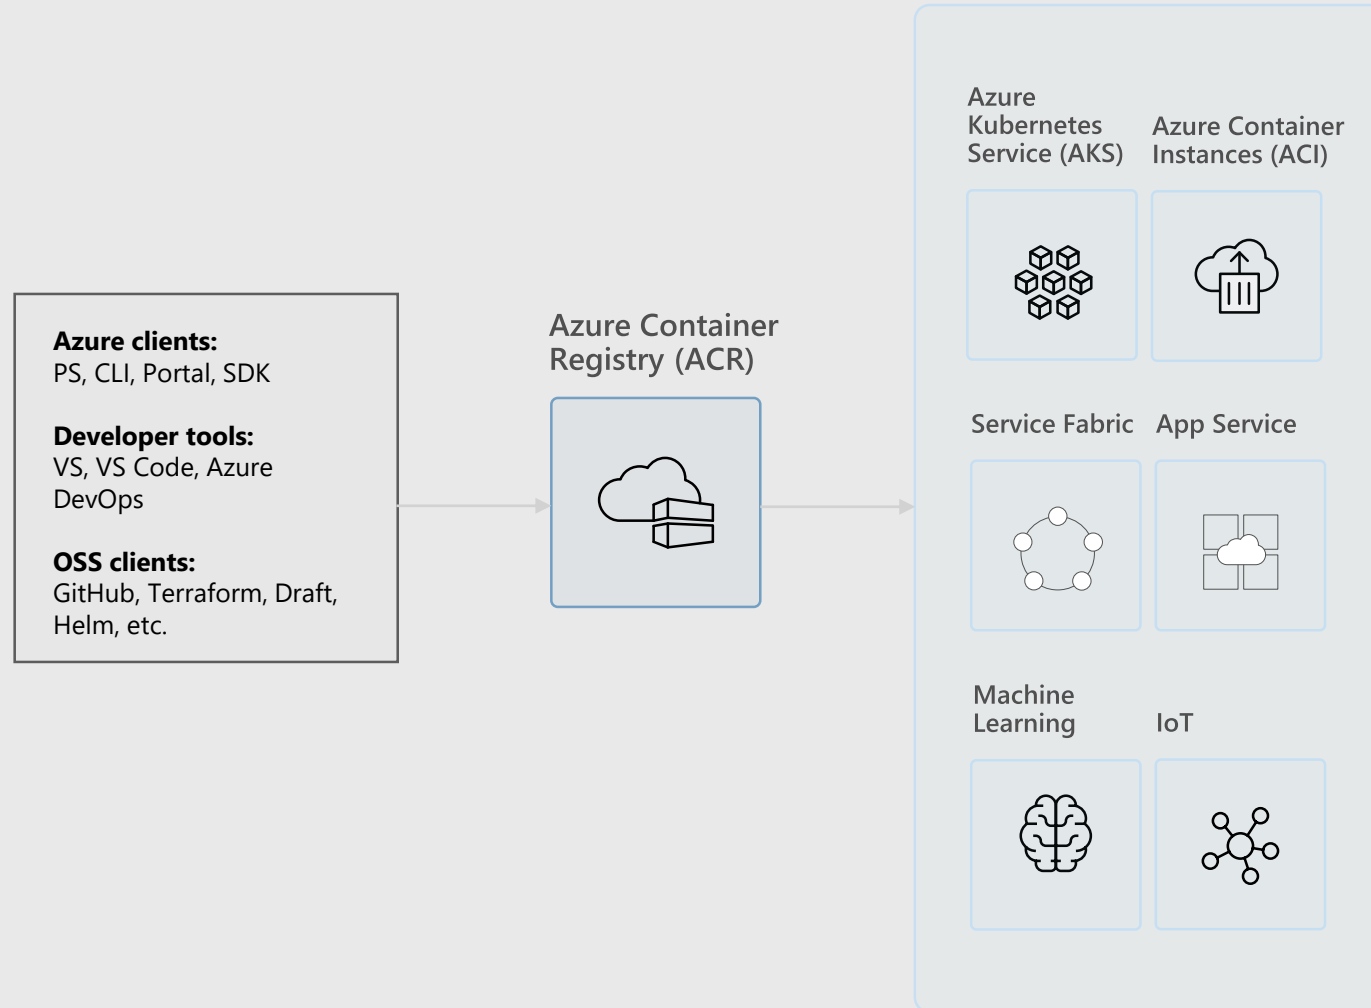 Azure clients:
PS, CLI, Portal, SDK
Developer tools:
VS, VS Code, Azure
DevOps
OSS clients:
GitHub, Terraform, Draft,
Helm, etc.
Azure Container
Registry (ACR)
Azure
Kubernetes
Service (AKS)
Azure Container
Instances (ACI)
Service Fabric
App Service
Machine
Learning
IoT